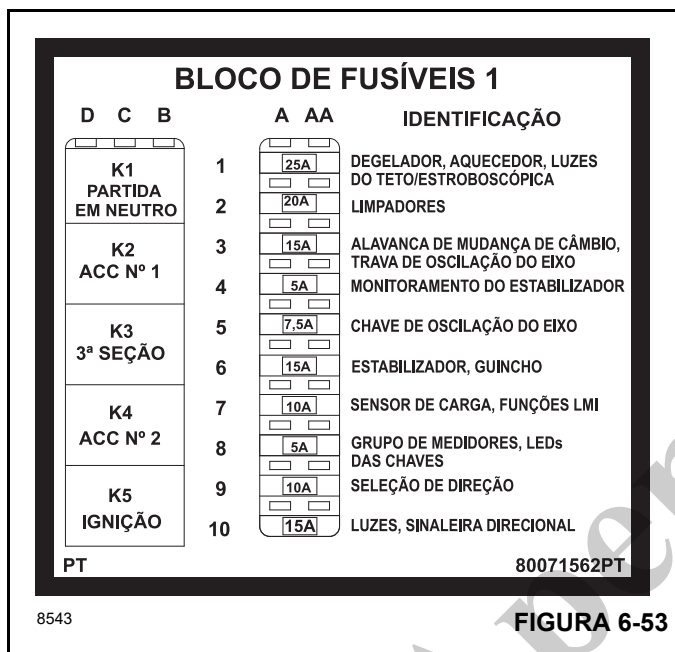 BLOCO DE FUSÍVEIS 1
D C B A AA IDENTIFICAÇÃO
K1
PARTIDA
EM NEUTRO
K2
ACC Nº 1
K3
3ª SEÇÃO
K4
ACC Nº 2
K5
IGNIÇÃO
1 25A DEGELADOR, AQUECEDOR, LUZES
DO TETO/ESTROBOSCÓPICA
2 20A LIMPADORES
3 15A ALAVANCA DE MUDANÇA DE CÂMBIO,
TRAVA DE OSCILAÇÃO DO EIXO
4 5A MONITORAMENTO DO ESTABILIZADOR
5 7,5A CHAVE DE OSCILAÇÃO DO EIXO
6 15A ESTABILIZADOR, GUINCHO
7 10A SENSOR DE CARGA, FUNÇÕES LMI
8 5A GRUPO DE MEDIDORES, LEDs
DAS CHAVES
9 10A SELEÇÃO DE DIREÇÃO
10 15A LUZES, SINALEIRA DIRECIONAL
PT 80071562PT
8543 FIGURA 6-53